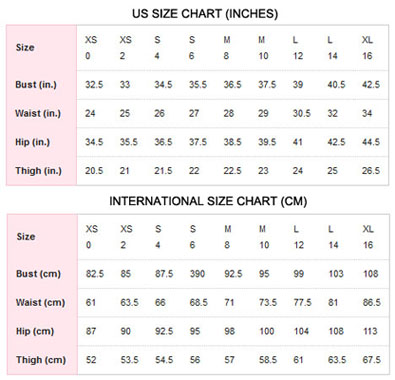 US SIZE CHART (INCHES)
Size XS 0 XS 2 S 4 S 6 M 8 M 10 L 12 L 14 XL 16
Bust (in.) 32.5 33 34.5 35.5 36.5 37.5 39 40.5 42.5
Waist (in.) 24 25 26 27 28 29 30.5 32 34
Hip (in.) 34.5 35.5 36.5 37.5 38.5 39.5 41 42.5 44.5
Thigh (in.) 20.5 21 21.5 22 22.5 23 24 25 26.5
INTERNATIONAL SIZE CHART (CM)
Size XS 0 XS 2 S 4 S 6 M 8 M 10 L 12 L 14 XL 16
Bust (cm) 82.5 85 87.5 390 92.5 95 99 103 108
Waist (cm) 61 63.5 66 68.5 71 73.5 77.5 81 86.5
Hip (cm) 87 90 92.5 95 98 100 104 108 113
Thigh (cm) 52 53.5 54.5 56 57 58.5 61 63.5 67.5